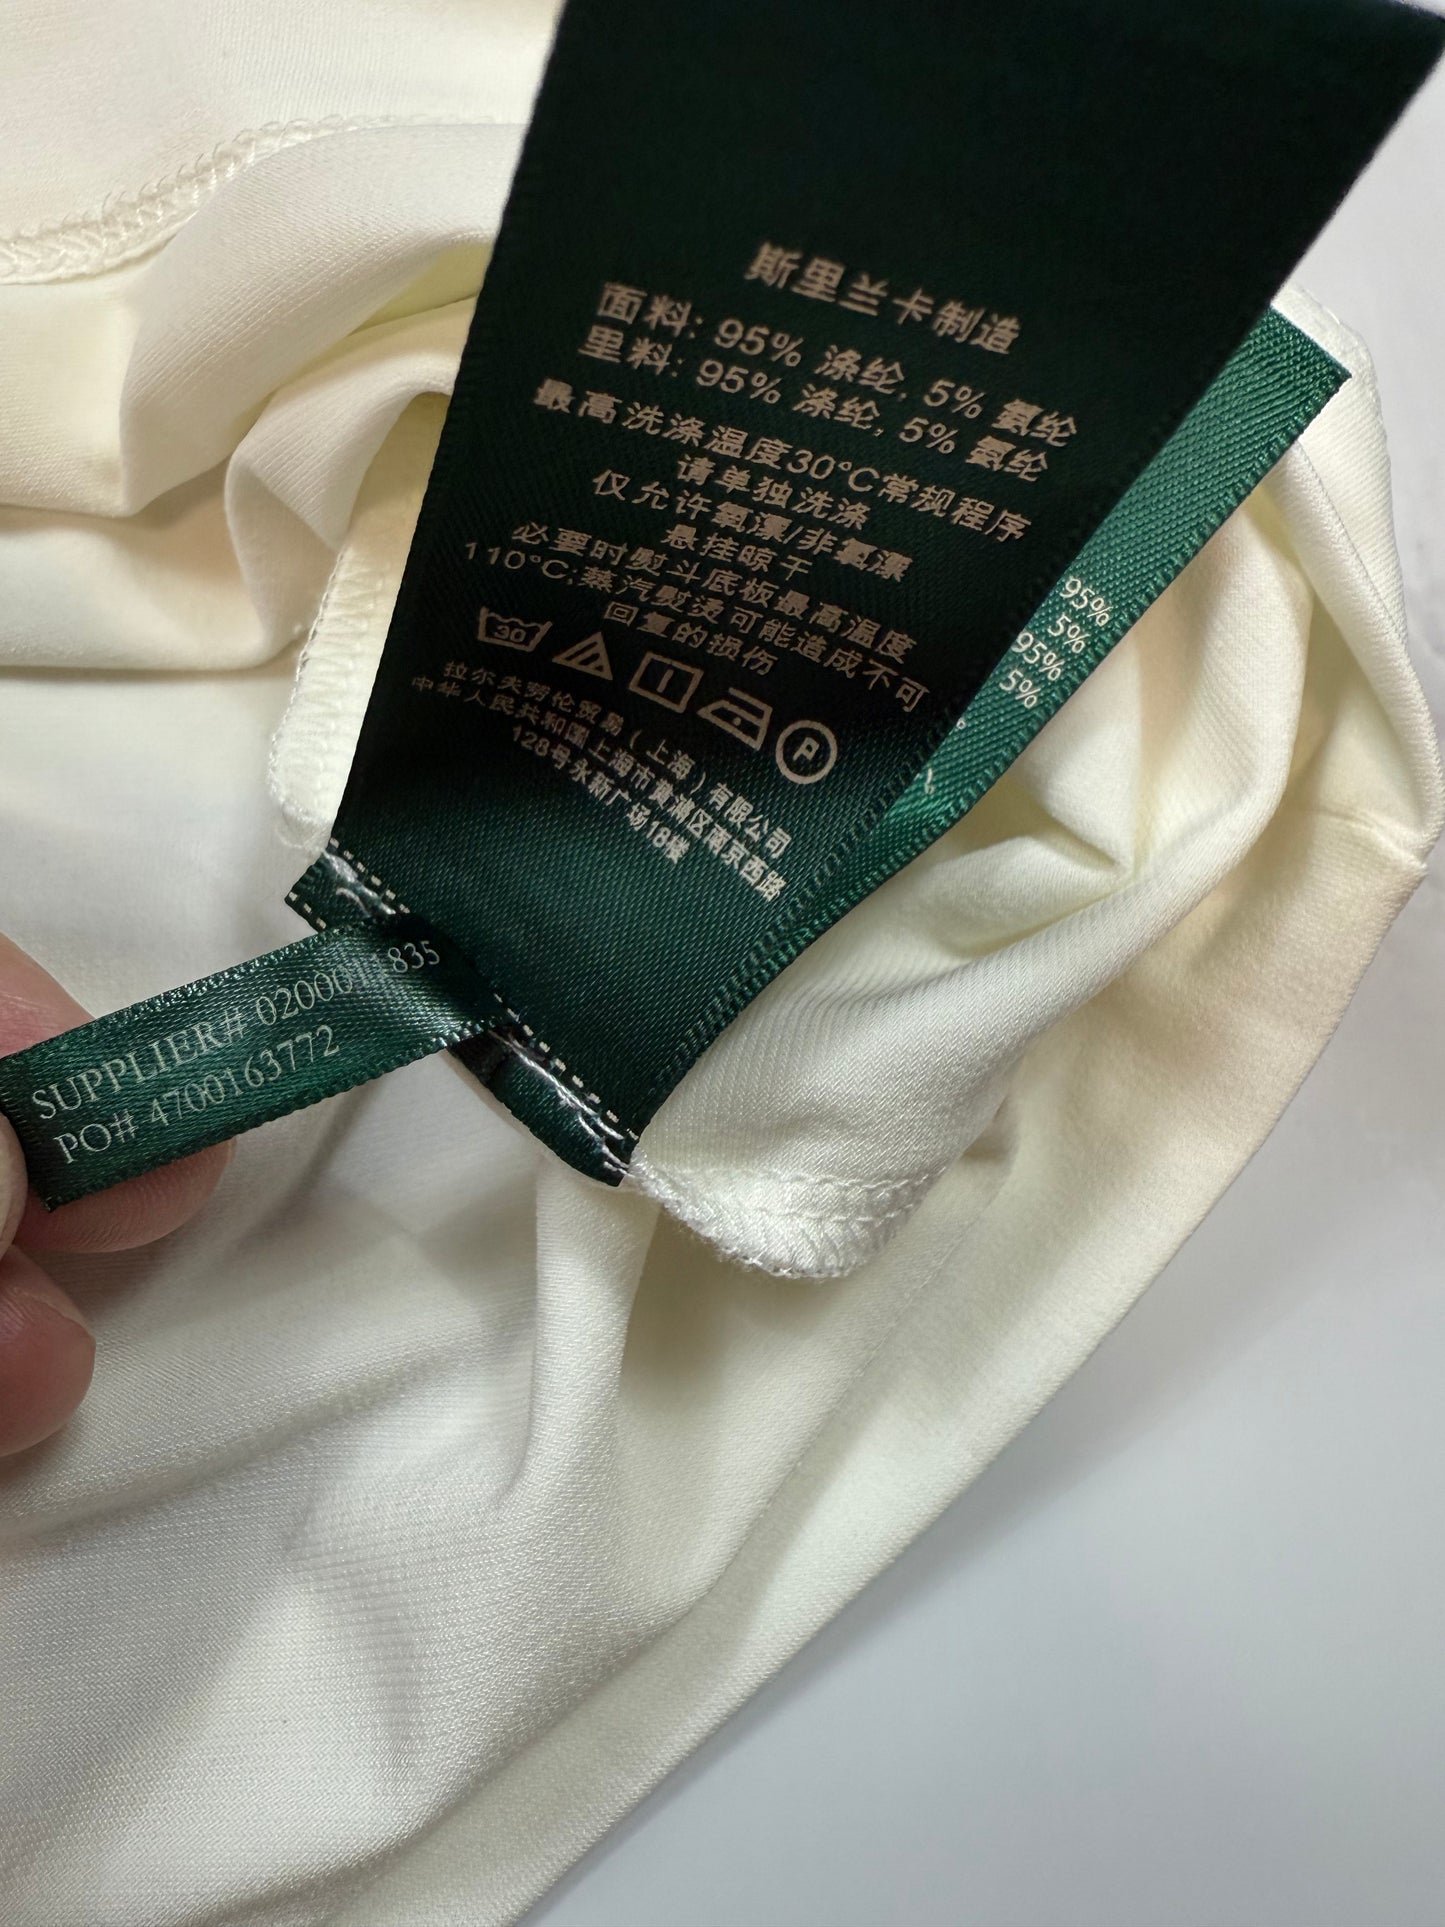 斯里兰卡制造
面料: 95% 涤纶, 5% 氨纶
里料: 95% 涤纶, 5% 氨纶
最高洗涤温度30°C常规程序
请单独洗涤
仅允许氧漂/非氯漂
悬挂晾干
必要时熨斗底板最高温度
110°C;蒸汽熨烫可能造成不可
回复的损伤
30
P
拉尔夫劳伦贸易(上海)有限公司
中华人民共和国上海市黄浦区南京西路
128号永新广场18楼
95%
5%
95%
5%
SUPPLIER# 02000 835
PO# 4700163772